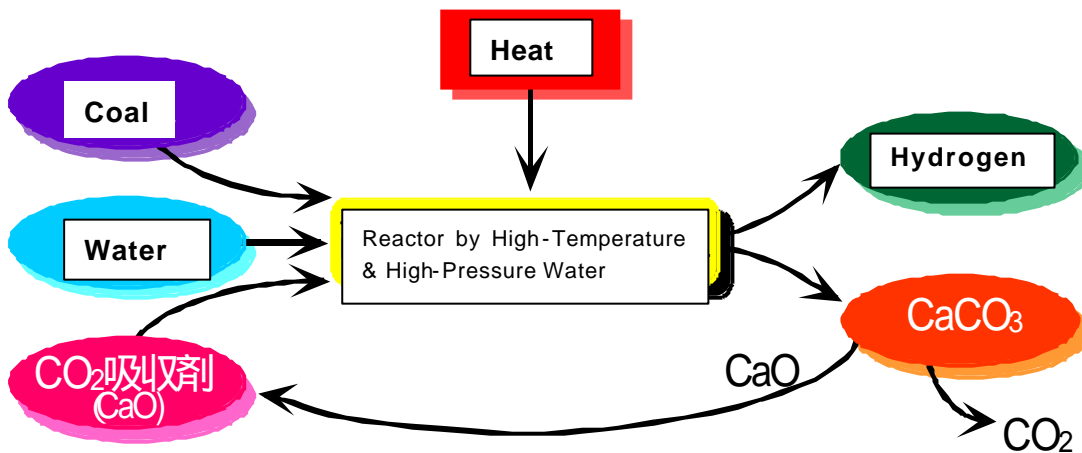 Heat
Coal
Hydrogen
Water
Reactor by High-Temperature
& High-Pressure Water
CaCO3
CO2吸収剤
(CaO)
CaO
CO2